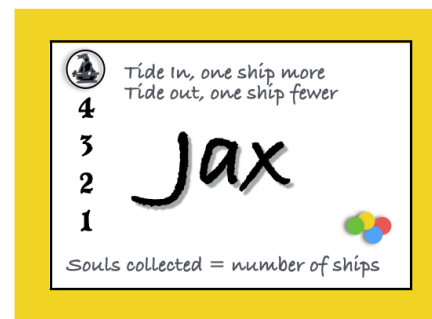 Tide In, one ship more
Tide out, one ship fewer
4
3
2
1
Jax
Souls collected = number of ships